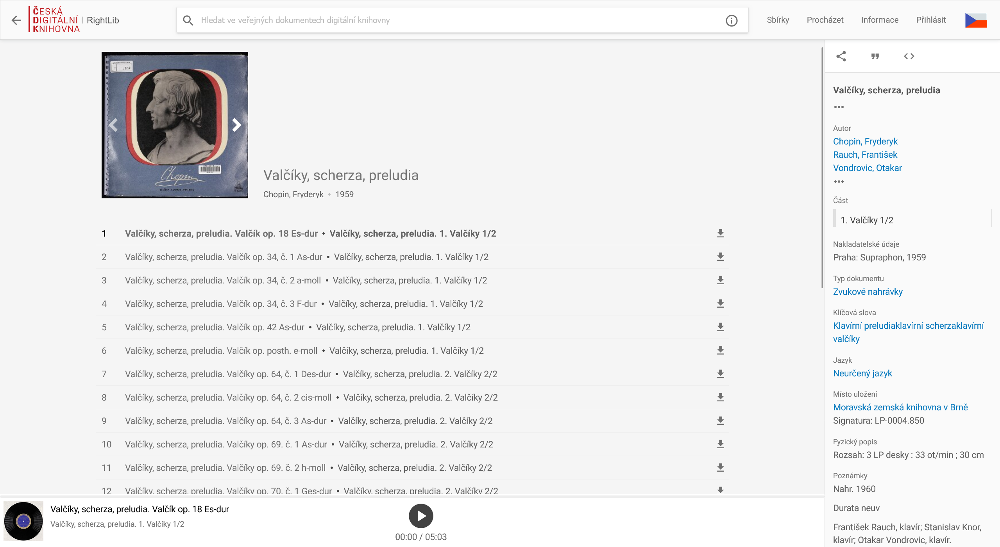 ČESKÁ
DIGITÁLNÍ
KNIHOVNA
RightLib
Hledat ve veřejných dokumentech digitální knihovny
Sbírky
Procházet
Informace
Přihlásit
Chopin
VALČÍKY · SCHERZA · PRELUDIA
Valčíky, scherza, preludia
Chopin, Fryderyk • 1959
1 Valčíky, scherza, preludia. Valčík op. 18 Es-dur • Valčíky, scherza, preludia. 1. Valčíky 1/2
2 Valčíky, scherza, preludia. Valčík op. 34, č. 1 As-dur • Valčíky, scherza, preludia. 1. Valčíky 1/2
3 Valčíky, scherza, preludia. Valčík op. 34, č. 2 a-moll • Valčíky, scherza, preludia. 1. Valčíky 1/2
4 Valčíky, scherza, preludia. Valčík op. 34, č. 3 F-dur • Valčíky, scherza, preludia. 1. Valčíky 1/2
5 Valčíky, scherza, preludia. Valčík op. 42 As-dur • Valčíky, scherza, preludia. 1. Valčíky 1/2
6 Valčíky, scherza, preludia. Valčík op. posth. e-moll • Valčíky, scherza, preludia. 1. Valčíky 1/2
7 Valčíky, scherza, preludia. Valčíky op. 64, č. 1 Des-dur • Valčíky, scherza, preludia. 2. Valčíky 2/2
8 Valčíky, scherza, preludia. Valčíky op. 64, č. 2 cis-moll • Valčíky, scherza, preludia. 2. Valčíky 2/2
9 Valčíky, scherza, preludia. Valčíky op. 64, č. 3 As-dur • Valčíky, scherza, preludia. 2. Valčíky 2/2
10 Valčíky, scherza, preludia. Valčíky op. 69. č. 1 As-dur • Valčíky, scherza, preludia. 2. Valčíky 2/2
11 Valčíky, scherza, preludia. Valčíky op. 69. č. 2 h-moll • Valčíky, scherza, preludia. 2. Valčíky 2/2
12 Valčíky, scherza, preludia. Valčíky op. 70. č. 1 Ges-dur • Valčíky, scherza, preludia. 2. Valčíky 2/2
Valčíky, scherza, preludia. Valčík op. 18 Es-dur
Valčíky, scherza, preludia. 1. Valčíky 1/2
00:00 / 05:03
Valčíky, scherza, preludia
Autor
Chopin, Fryderyk
Rauch, František
Vondrovic, Otakar
Část
1. Valčíky 1/2
Nakladatelské údaje
Praha: Supraphon, 1959
Typ dokumentu
Zvukové nahrávky
Klíčová slova
Klavírní preludiaklavírní scherzaklavírní
valčíky
Jazyk
Neurčený jazyk
Místo uložení
Moravská zemská knihovna v Brně
Signatura: LP-0004.850
Fyzický popis
Rozsah: 3 LP desky : 33 ot/min ; 30 cm
Poznámky
Nahr. 1960
Durata neuv
František Rauch, klavír; Stanislav Knor,
klavír; Otakar Vondrovic, klavír.